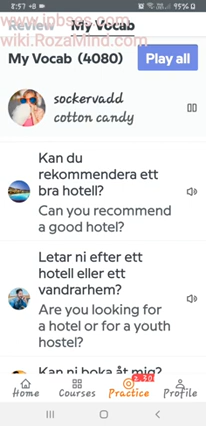 8:57
95%
www.ipbses.com
wiki.RozaMind.com
Review My Vocab
My Vocab (4080) Play all
sockervadd
cotton candy
Kan du
rekommendera ett
bra hotell?
Can you recommend
a good hotel?
Letar ni efter ett
hotell eller ett
vandrarhem?
Are you looking for
a hotel or for a youth
hostel?
Kan ni boka åt mig?
Home Courses Practice Profile